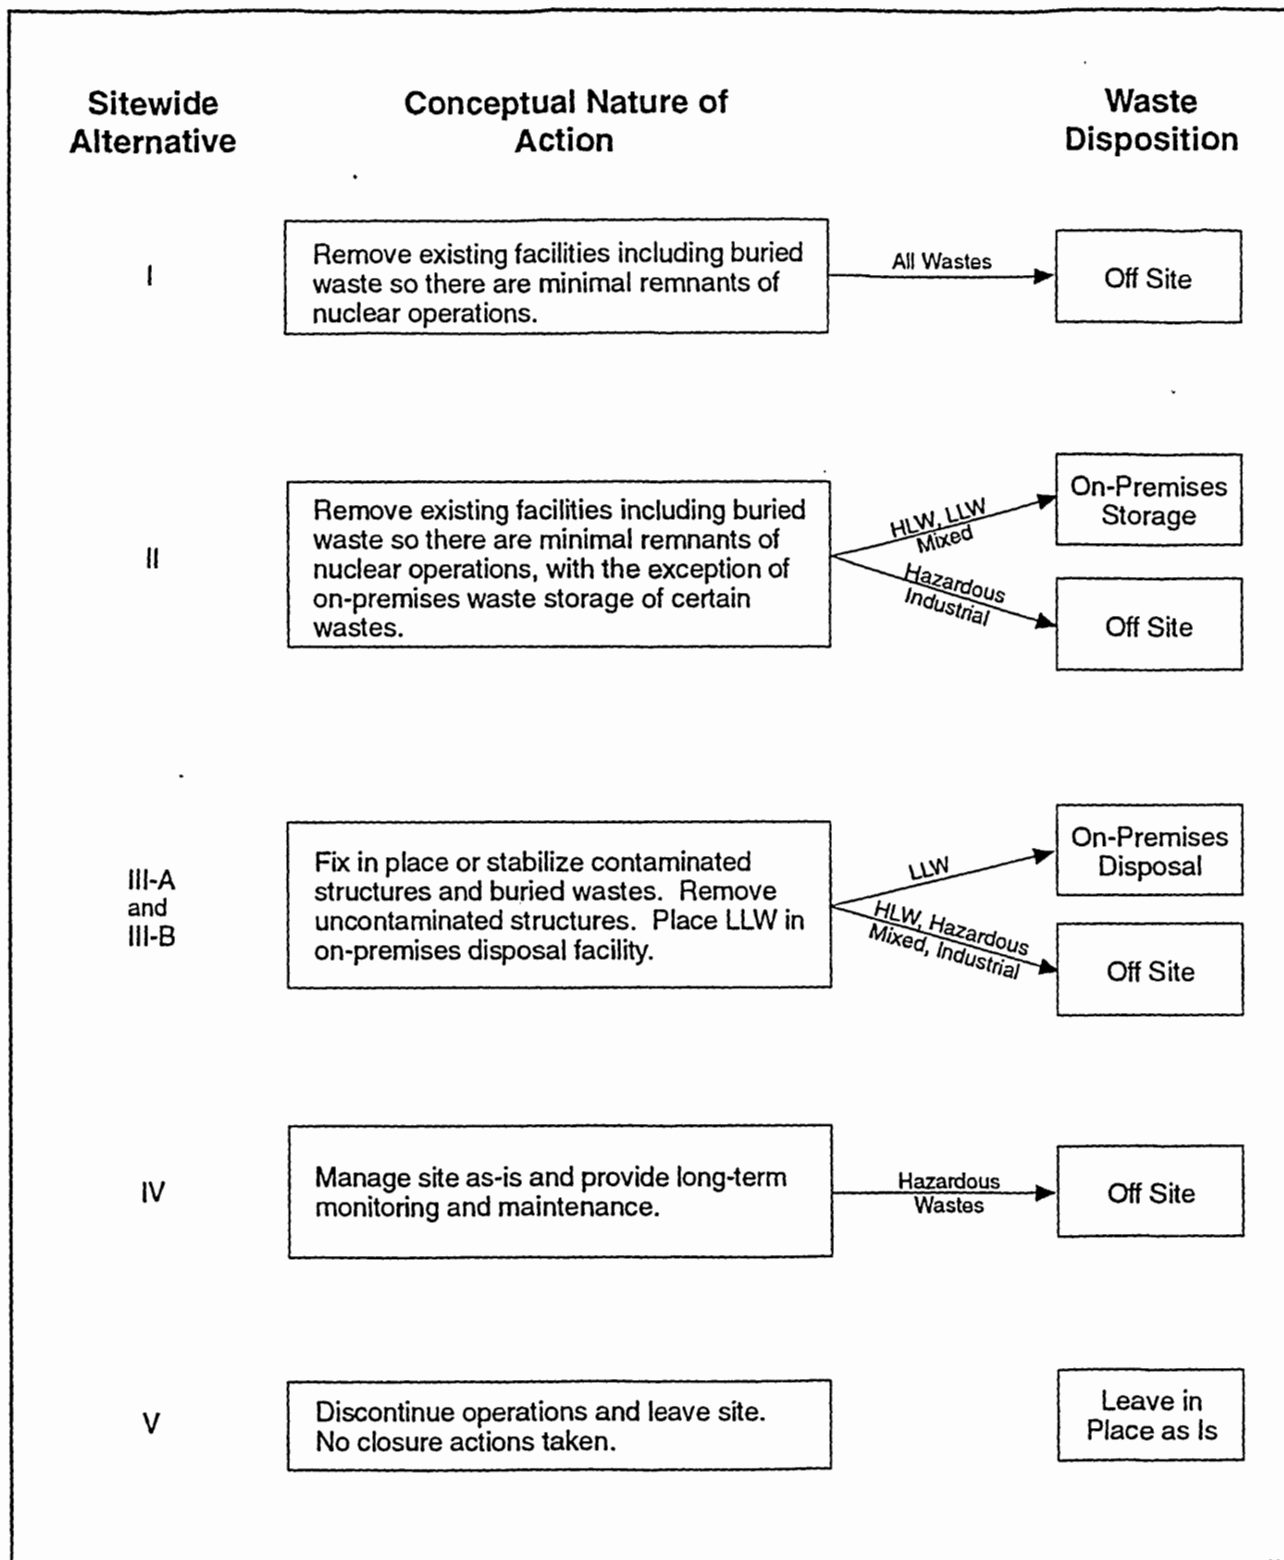 Sitewide
Alternative
Conceptual Nature of
Action
Waste
Disposition
I
Remove existing facilities including buried
waste so there are minimal remnants of
nuclear operations.
All Wastes
Off Site
II
Remove existing facilities including buried
waste so there are minimal remnants of
nuclear operations, with the exception of
on-premises waste storage of certain
wastes.
HLW, LLW
Mixed
On-Premises
Storage
Hazardous
Industrial
Off Site
III-A
and
III-B
Fix in place or stabilize contaminated
structures and buried wastes. Remove
uncontaminated structures. Place LLW in
on-premises disposal facility.
LLW
On-Premises
Disposal
HLW, Hazardous
Mixed, Industrial
Off Site
IV
Manage site as-is and provide long-term
monitoring and maintenance.
Hazardous
Wastes
Off Site
V
Discontinue operations and leave site.
No closure actions taken.
Leave in
Place as Is